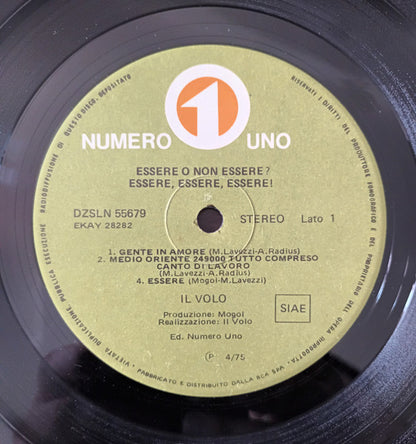 NUMERO 1 UNO
ESSERE O NON ESSERE?
ESSERE, ESSERE, ESSERE!
DZSLN 55679
EKAY 28282
STEREO Lato 1
1. GENTE IN AMORE (M.Lavezzi-A.Radius)
2. MEDIO ORIENTE 249000 TUTTO COMPRESO
CANTO DI LAVORO
(M.Lavezzi-A.Radius)
4. ESSERE (Mogol-M.Lavezzi)
IL VOLO
SIAE
Produzione: Mogol
Realizzazione: Il Volo
Ed. Numero Uno
Ⓟ 4/75
FABBRICATO E DISTRIBUITO DALLA RCA SPA - VIETATA DUPLICAZIONE PUBBLICA ESECUZIONE E RADIODIFFUSIONE DI QUESTO DISCO. DEPOSITATO
RISERVATI I DIRITTI DEL PRODUTTORE FONOGRAFICO E DEL PROPRIETARIO DELL'OPERA RIPRODOTTA.